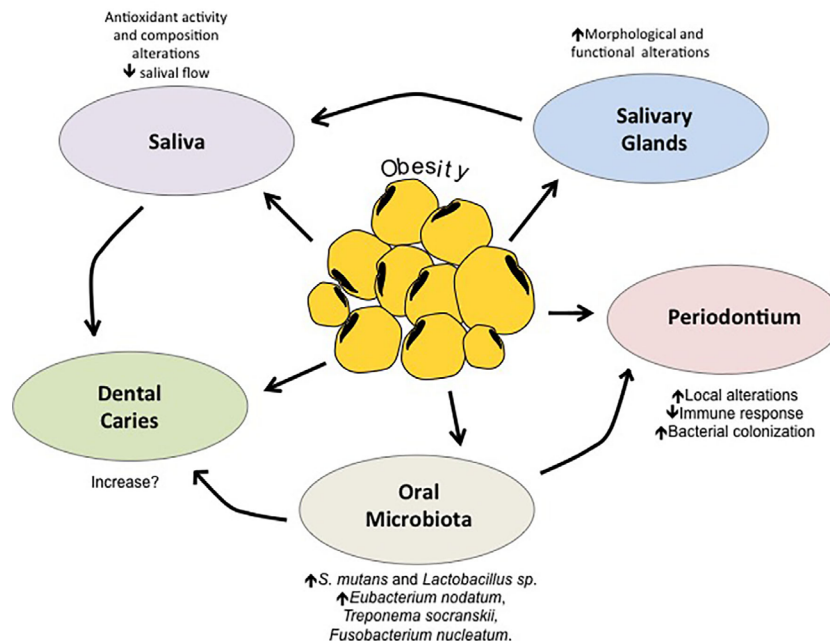 Antioxidant activity
and composition
alterations
🡇 salival flow
🡅Morphological and
functional alterations
Saliva
Salivary
Glands
Obesity
Periodontium
🡅Local alterations
🡇Immune response
🡅Bacterial colonization
Dental
Caries
Increase?
Oral
Microbiota
🡅S. mutans and Lactobacillus sp.
🡅Eubacterium nodatum,
Treponema socranskii,
Fusobacterium nucleatum.